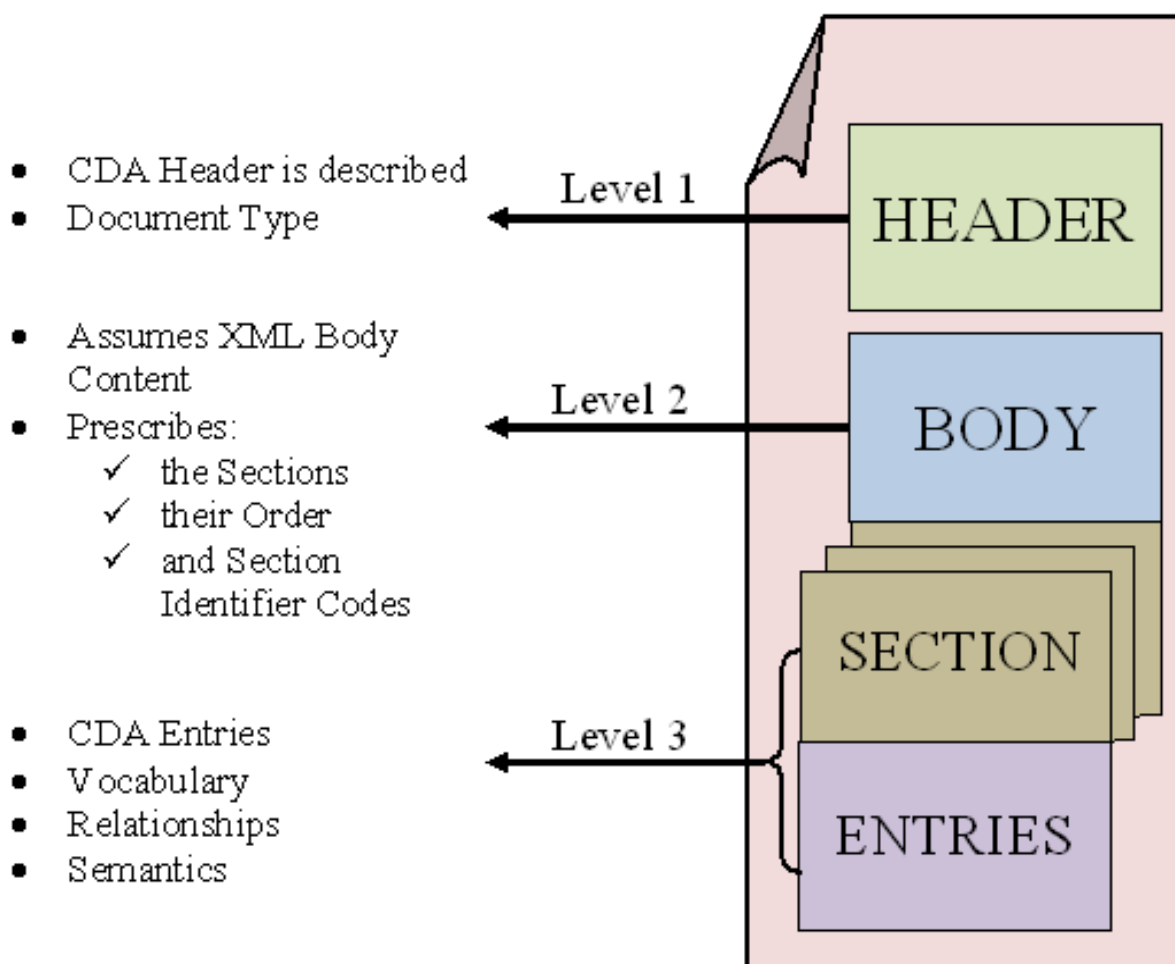 • CDA Header is described
• Document Type
Level 1
HEADER
• Assumes XML Body
Content
• Prescribes:
✓ the Sections
✓ their Order
✓ and Section
Identifier Codes
Level 2
BODY
SECTION
• CDA Entries
• Vocabulary
• Relationships
• Semantics
Level 3
ENTRIES